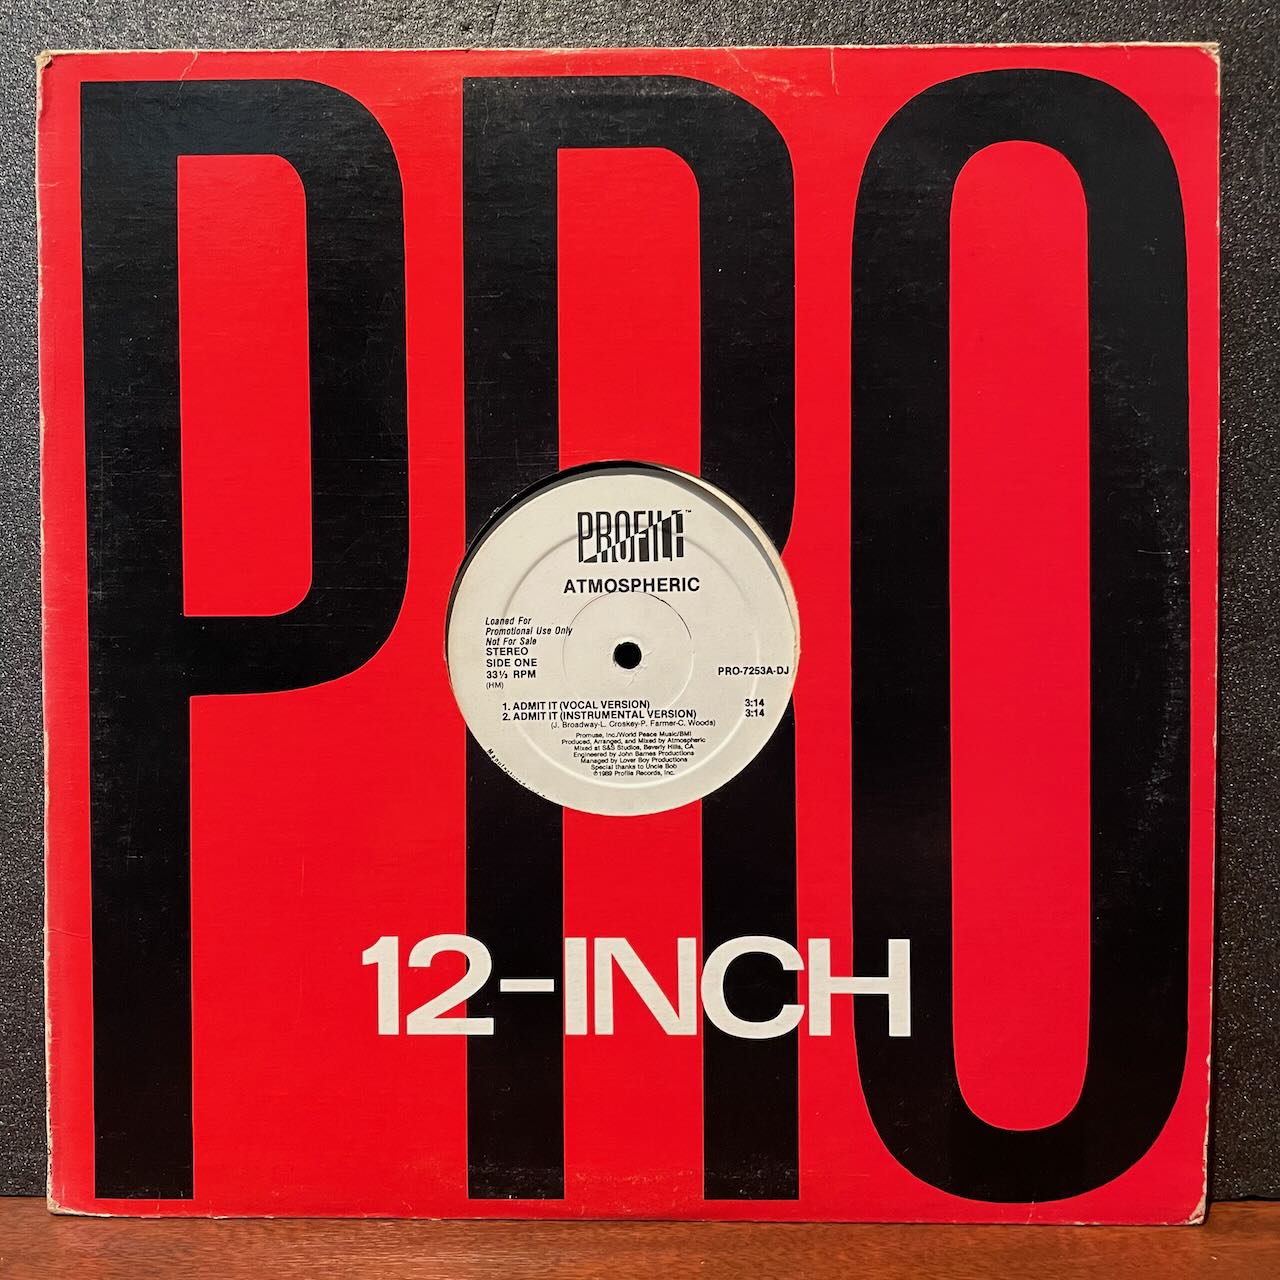 PRO
PROFILE™
ATMOSPHERIC
Loaned For
Promotional Use Only
Not For Sale
STEREO
SIDE ONE
33⅓ RPM
(HM)
PRO-7253A-DJ
1. ADMIT IT (VOCAL VERSION) 3:14
2. ADMIT IT (INSTRUMENTAL VERSION) 3:14
(J. Broadway-L. Croskey-P. Farmer-C. Woods)
Promuse, Inc./World Peace Music/BMI
Produced, Arranged, and Mixed by Atmospheric
Mixed at S&S Studios, Beverly Hills, CA
Engineered by John Barnes Productions
Managed by Lover Boy Productions
Special thanks to Uncle Bob
℗1989 Profile Records, Inc.
12-INCH